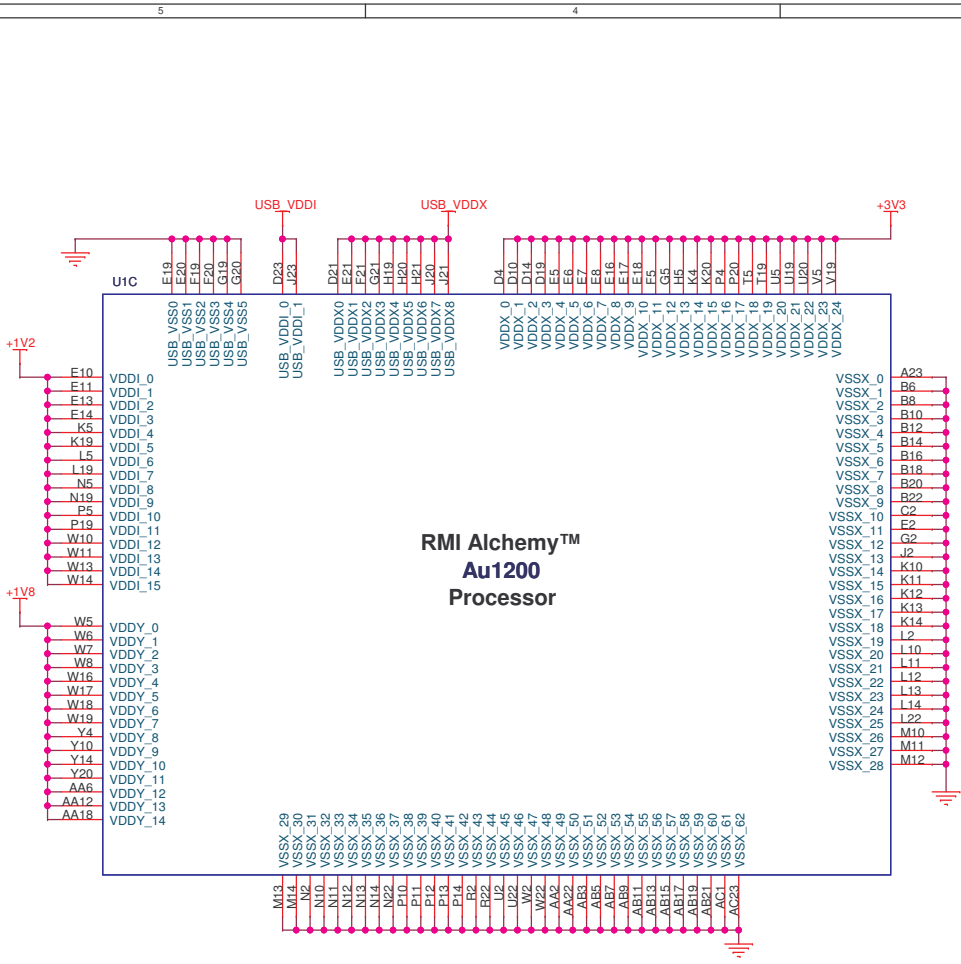 5 4
USB_VDDI USB_VDDX +3V3
E19 E20 F19 F20 G19 G20 D23 J23 D21 E21 F21 G21 H19 H20 H21 J20 J21 D4 D10 D14 D19 E5 E6 E7 E8 E16 E17 E18 F5 G5 H5 K4 K20 P4 P20 T5 T19 U5 U19 U20 V5 V19
U1C
USB_VSS0 USB_VSS1 USB_VSS2 USB_VSS3 USB_VSS4 USB_VSS5 USB_VDDI_0 USB_VDDI_1 USB_VDDX0 USB_VDDX1 USB_VDDX2 USB_VDDX3 USB_VDDX4 USB_VDDX5 USB_VDDX6 USB_VDDX7 USB_VDDX8 VDDX_0 VDDX_1 VDDX_2 VDDX_3 VDDX_4 VDDX_5 VDDX_6 VDDX_7 VDDX_8 VDDX_9 VDDX_10 VDDX_11 VDDX_12 VDDX_13 VDDX_14 VDDX_15 VDDX_16 VDDX_17 VDDX_18 VDDX_19 VDDX_20 VDDX_21 VDDX_22 VDDX_23 VDDX_24
+1V2
E10 VDDI_0
E11 VDDI_1
E13 VDDI_2
E14 VDDI_3
K5 VDDI_4
K19 VDDI_5
L5 VDDI_6
L19 VDDI_7
N5 VDDI_8
N19 VDDI_9
P5 VDDI_10
P19 VDDI_11
W10 VDDI_12
W11 VDDI_13
W13 VDDI_14
W14 VDDI_15
+1V8
W5 VDDY_0
W6 VDDY_1
W7 VDDY_2
W8 VDDY_3
W16 VDDY_4
W17 VDDY_5
W18 VDDY_6
W19 VDDY_7
Y4 VDDY_8
Y10 VDDY_9
Y14 VDDY_10
Y20 VDDY_11
AA6 VDDY_12
AA12 VDDY_13
AA18 VDDY_14
RMI Alchemy™
Au1200
Processor
VSSX_0 A23
VSSX_1 B6
VSSX_2 B8
VSSX_3 B10
VSSX_4 B12
VSSX_5 B14
VSSX_6 B16
VSSX_7 B18
VSSX_8 B20
VSSX_9 B22
VSSX_10 C2
VSSX_11 E2
VSSX_12 G2
VSSX_13 J2
VSSX_14 K10
VSSX_15 K11
VSSX_16 K12
VSSX_17 K13
VSSX_18 K14
VSSX_19 L2
VSSX_20 L10
VSSX_21 L11
VSSX_22 L12
VSSX_23 L13
VSSX_24 L14
VSSX_25 L22
VSSX_26 M10
VSSX_27 M11
VSSX_28 M12
VSSX_29 VSSX_30 VSSX_31 VSSX_32 VSSX_33 VSSX_34 VSSX_35 VSSX_36 VSSX_37 VSSX_38 VSSX_39 VSSX_40 VSSX_41 VSSX_42 VSSX_43 VSSX_44 VSSX_45 VSSX_46 VSSX_47 VSSX_48 VSSX_49 VSSX_50 VSSX_51 VSSX_52 VSSX_53 VSSX_54 VSSX_55 VSSX_56 VSSX_57 VSSX_58 VSSX_59 VSSX_60 VSSX_61 VSSX_62
M13 M14 N2 N10 N11 N12 N13 N14 N22 P10 P11 P12 P13 P14 R2 R22 U2 U22 W2 W22 AA2 AA22 AB3 AB5 AB7 AB9 AB11 AB13 AB15 AB17 AB19 AB21 AC1 AC23